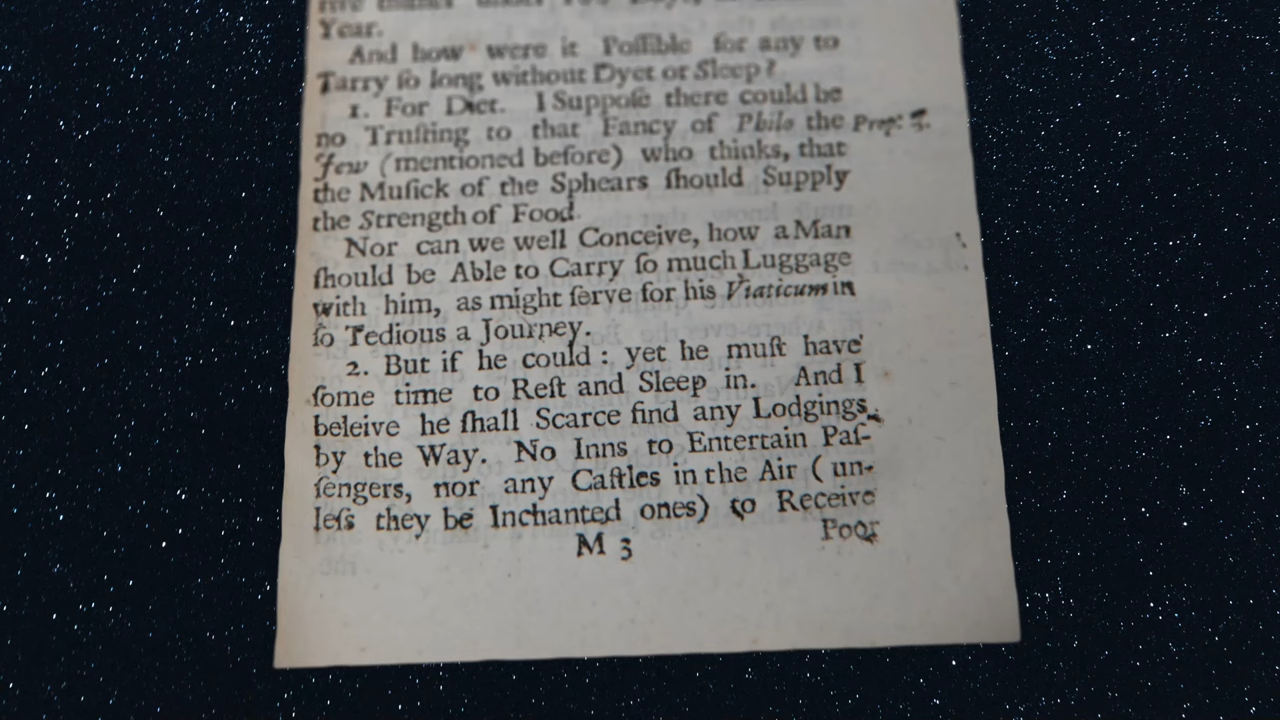 Year.
And how were it Poſſible for any to
Tarry ſo long without Dyet or Sleep?
1. For Diet. I Suppoſe there could be
no Truſting to that Fancy of Philo the Prop: 7.
Jew (mentioned before) who thinks, that
the Muſick of the Sphears ſhould Supply
the Strength of Food.
Nor can we well Conceive, how a Man
ſhould be Able to Carry ſo much Luggage
with him, as might ſerve for his Viaticum in
ſo Tedious a Journey.
2. But if he could : yet he muſt have
ſome time to Reſt and Sleep in. And I
beleive he ſhall Scarce find any Lodgings
by the Way. No Inns to Entertain Paſ-
ſengers, nor any Caſtles in the Air ( un-
leſs they be Inchanted ones) to Receive
Poor
M 3